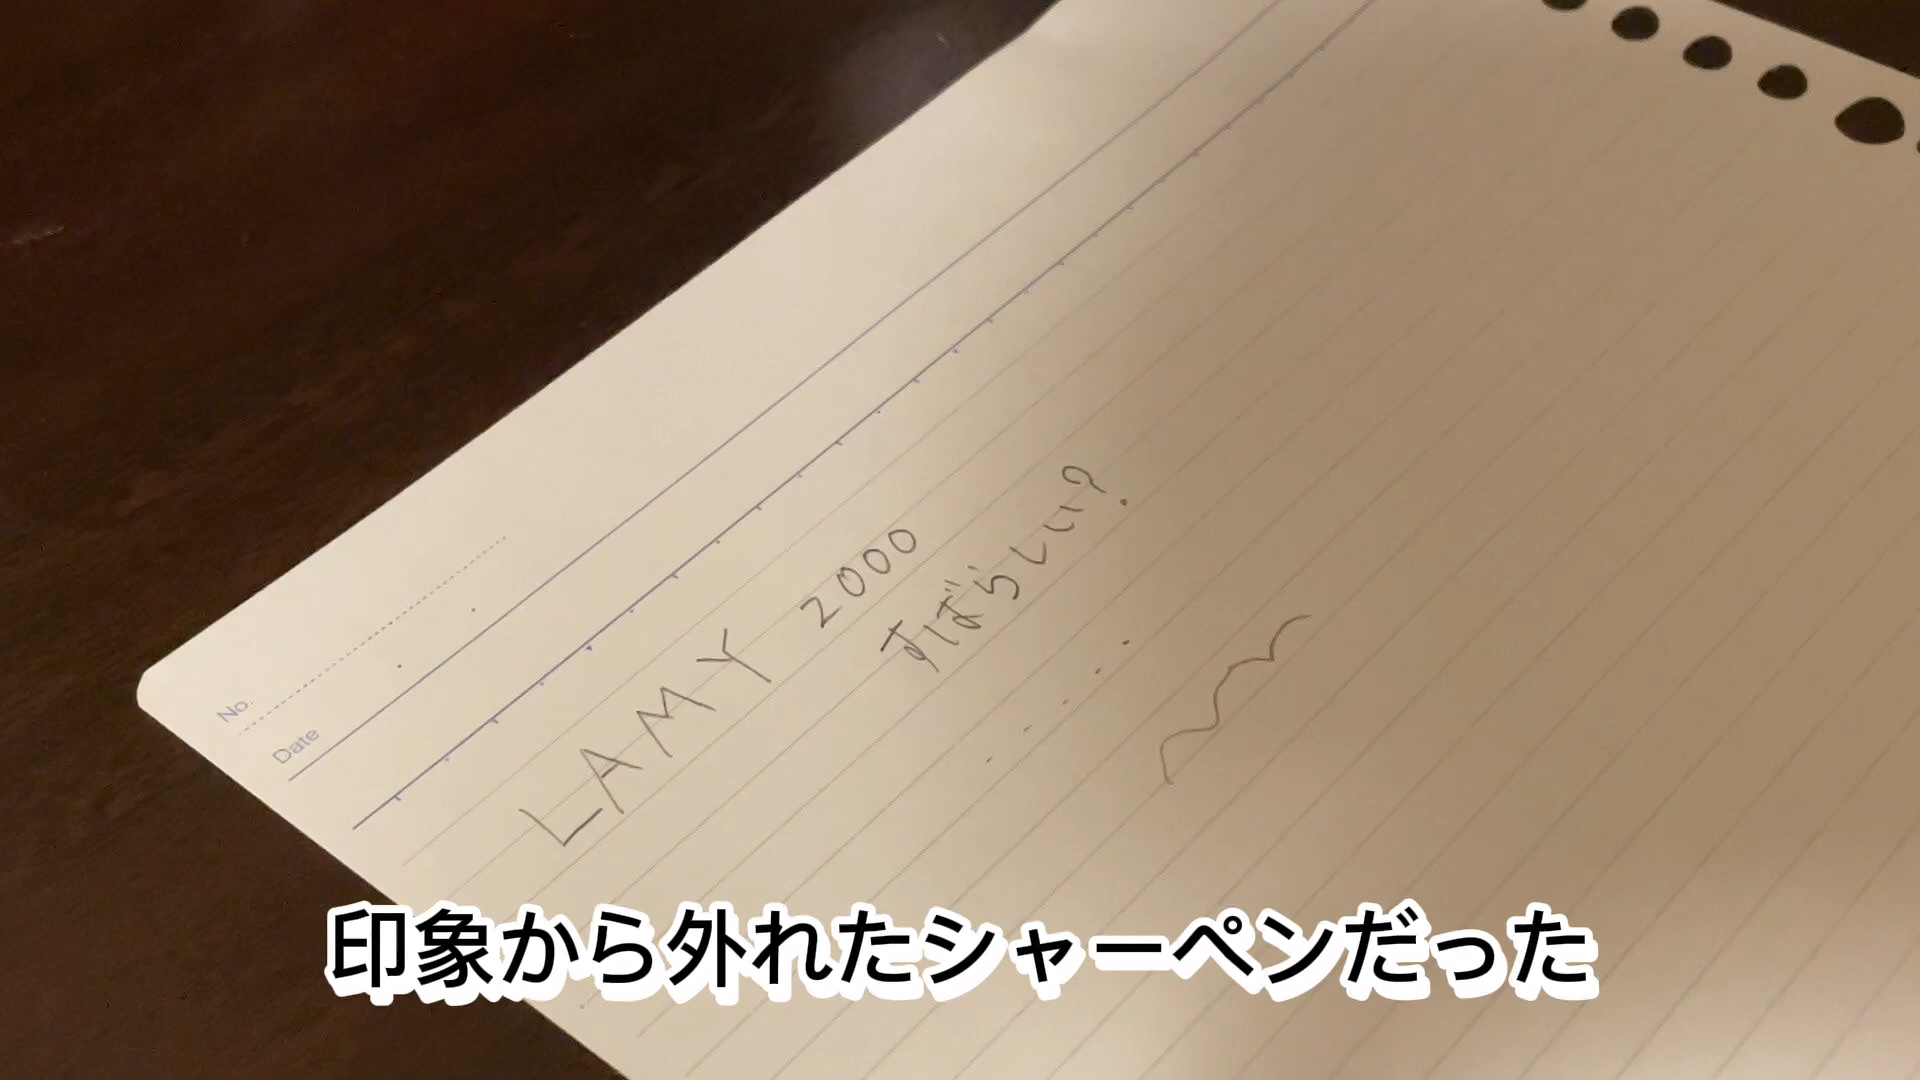 No.
Date
LAMY 2000
すばらしい?
.....
印象から外れたシャーペンだった